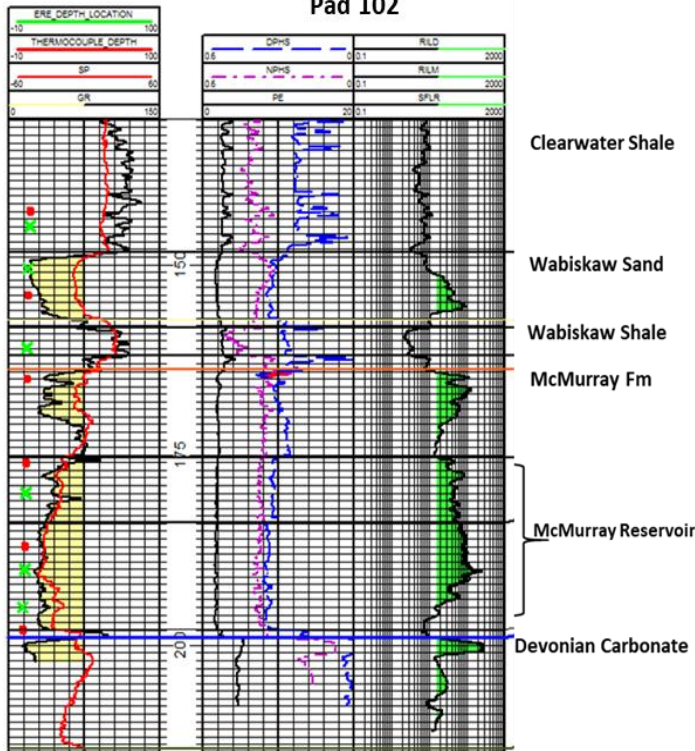 Pad 102
ERE_DEPTH_LOCATION
-10 100
THERMOCOUPLE_DEPTH
-10 100
SP
-60 60
GR
0 150
DPHS
0.6 0
NPHS
0.6 0
PE
0 20
RILD
0.1 2000
RILM
0.1 2000
SFLR
2000
Clearwater Shale
150
Wabiskaw Sand
Wabiskaw Shale
McMurray Fm
175
McMurray Reservoir
200
Devonian Carbonate